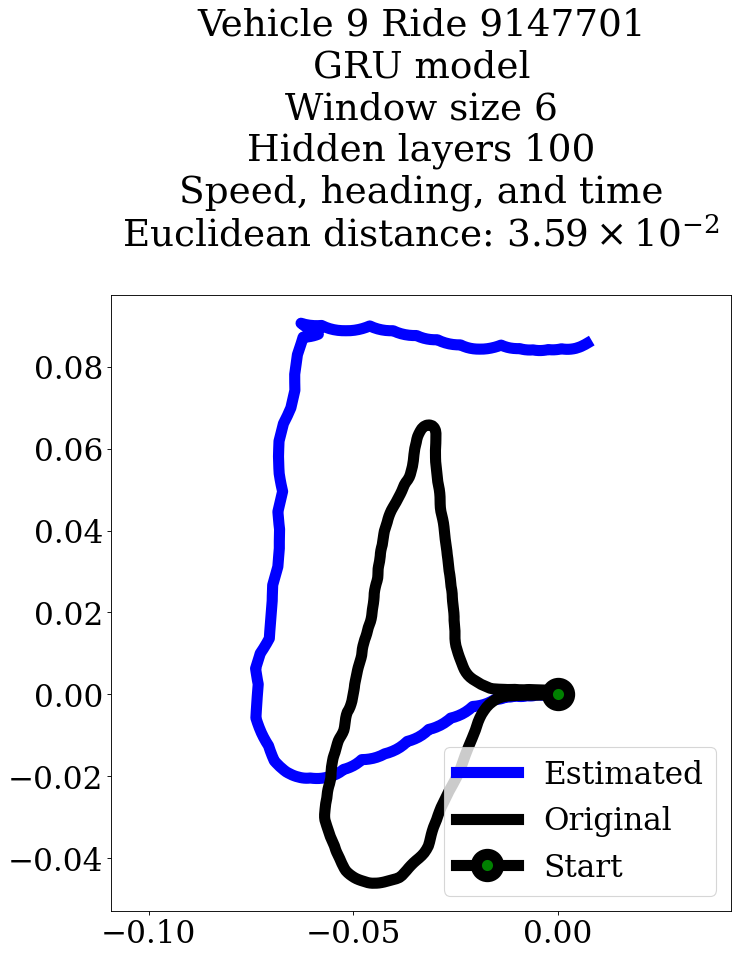 Vehicle 9 Ride 9147701
GRU model
Window size 6
Hidden layers 100
Speed, heading, and time
Euclidean distance: 3.59 × 10⁻²
0.08
0.06
0.04
0.02
0.00
−0.02
−0.04
Estimated
Original
Start
−0.10 −0.05 0.00